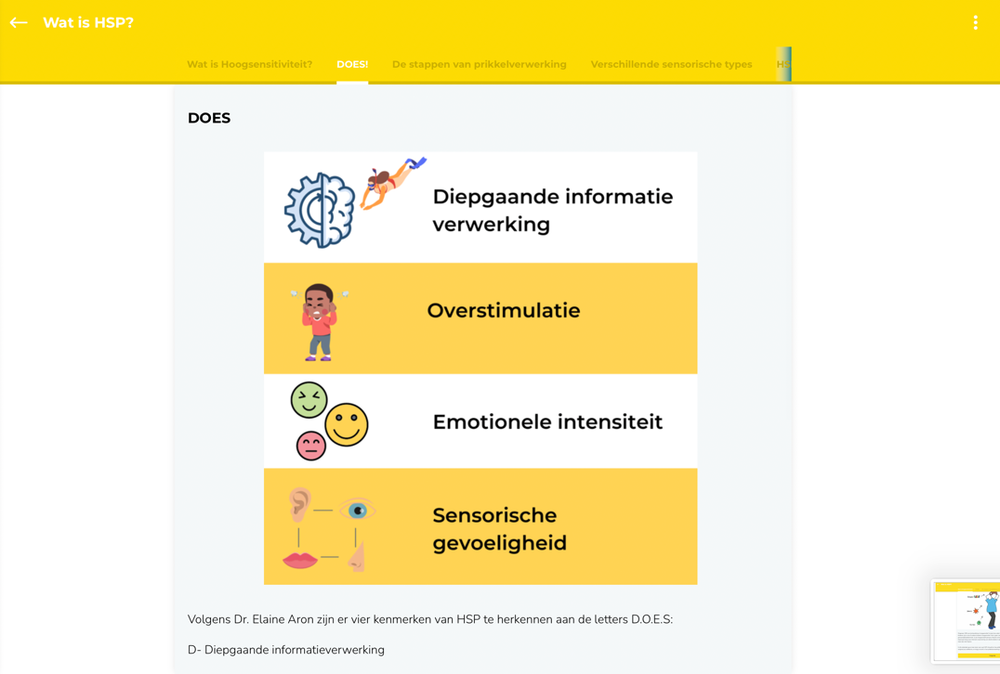 Wat is HSP?
Wat is Hoogsensitiviteit? DOES! De stappen van prikkelverwerking Verschillende sensorische types
DOES
Diepgaande informatie
verwerking
Overstimulatie
Emotionele intensiteit
Sensorische
gevoeligheid
Volgens Dr. Elaine Aron zijn er vier kenmerken van HSP te herkennen aan de letters D.O.E.S:
D- Diepgaande informatieverwerking